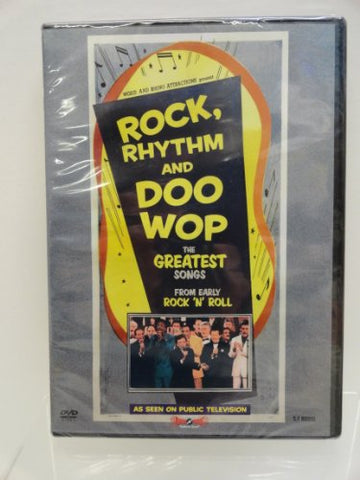 ROCK,
RHYTHM
AND
DOO
WOP
THE
GREATEST
SONGS
FROM EARLY
ROCK 'N' ROLL
AS SEEN ON PUBLIC TELEVISION
DVD